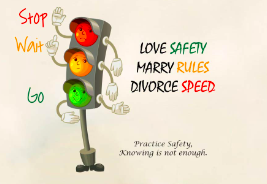 Stop
Wait
Go
LOVE SAFETY
MARRY RULES
DIVORCE SPEED
Practice Safety,
Knowing is not enough.